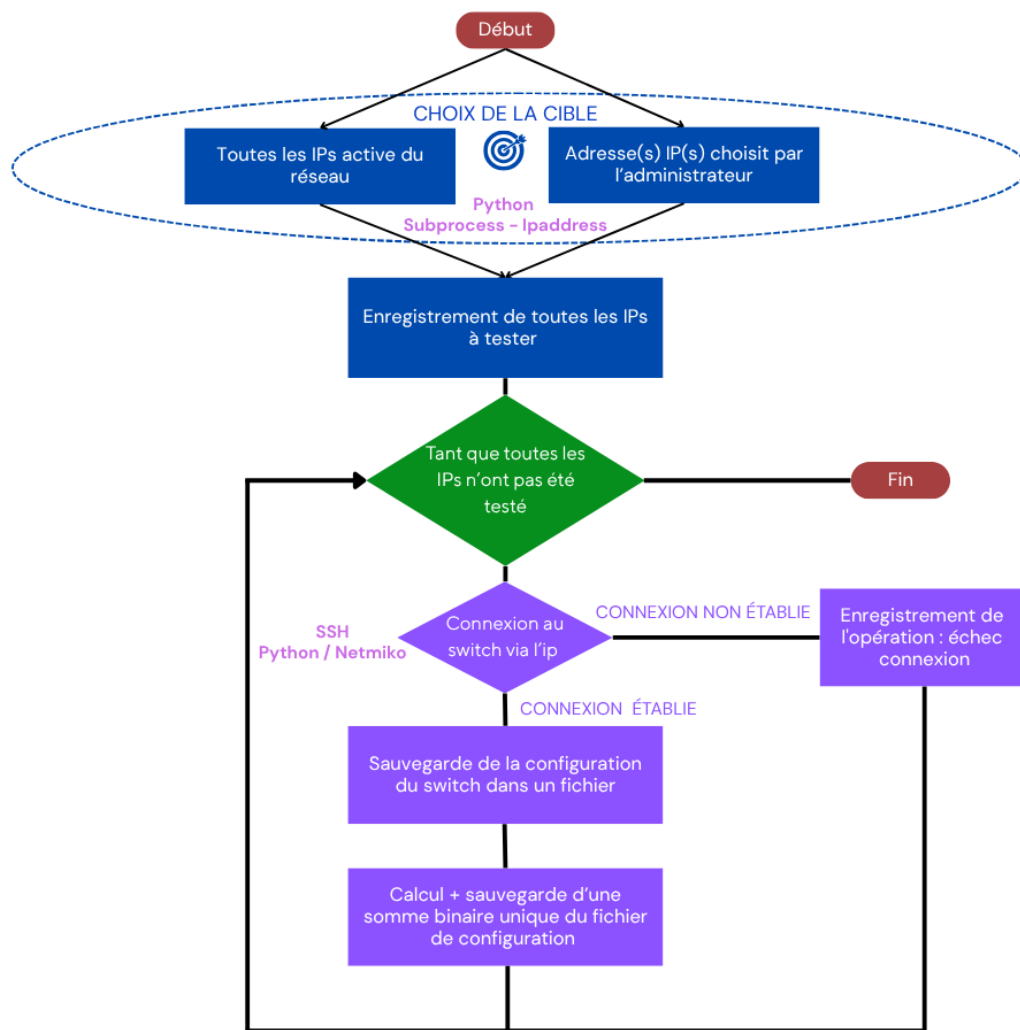 Début
CHOIX DE LA CIBLE
Toutes les IPs active du
réseau
Adresse(s) IP(s) choisit par
l'administrateur
Python
Subprocess - Ipaddress
Enregistrement de toutes les IPs
à tester
Tant que toutes les
IPs n'ont pas été
testé
Fin
Connexion au
switch via l'ip
SSH
Python / Netmiko
CONNEXION NON ÉTABLIE
Enregistrement de
l'opération : échec
connexion
CONNEXION ÉTABLIE
Sauvegarde de la configuration
du switch dans un fichier
Calcul + sauvegarde d'une
somme binaire unique du fichier
de configuration